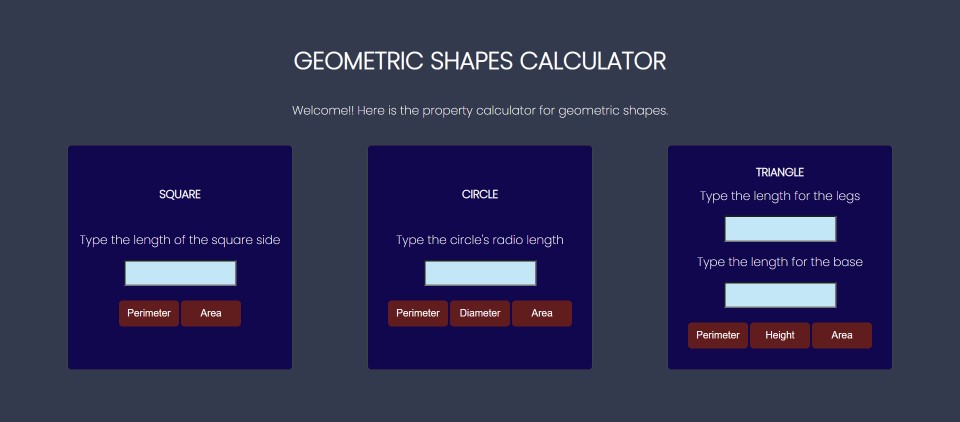 GEOMETRIC SHAPES CALCULATOR
Welcome!! Here is the property calculator for geometric shapes.
SQUARE
Type the length of the square side
Perimeter Area
CIRCLE
Type the circle's radio length
Perimeter Diameter Area
TRIANGLE
Type the length for the legs
Type the length for the base
Perimeter Height Area